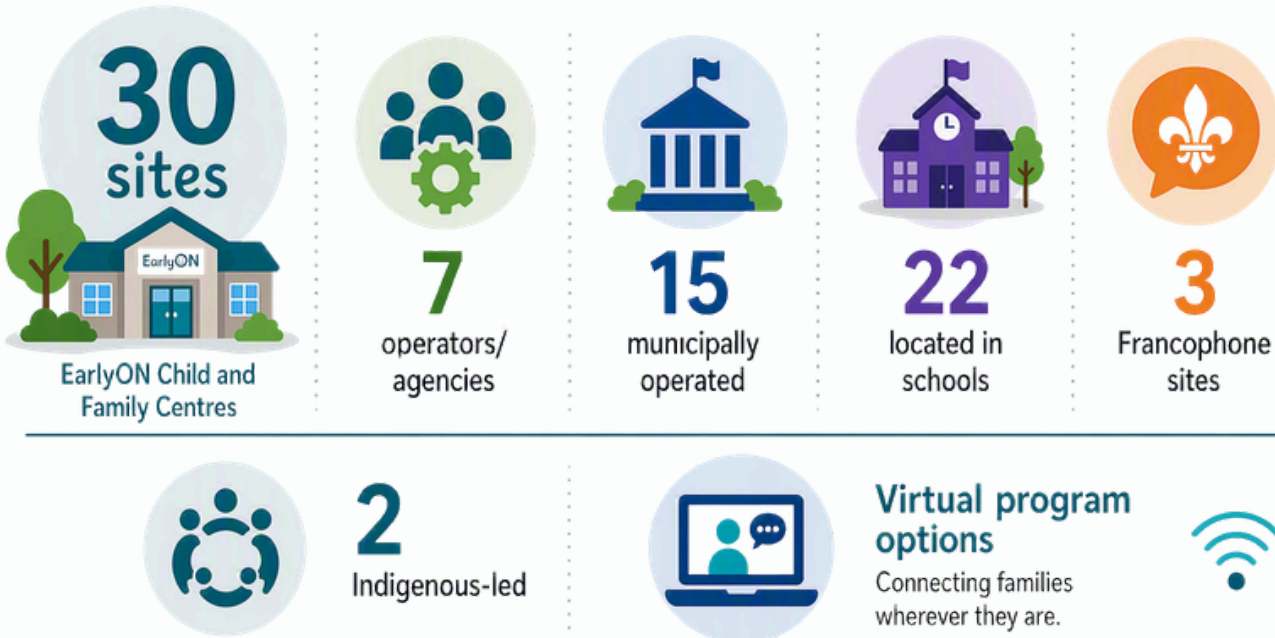 30
sites
EarlyON
EarlyON Child and
Family Centres
7
operators/
agencies
15
municipally
operated
22
located in
schools
3
Francophone
sites
2
Indigenous-led
Virtual program
options
Connecting families
wherever they are.